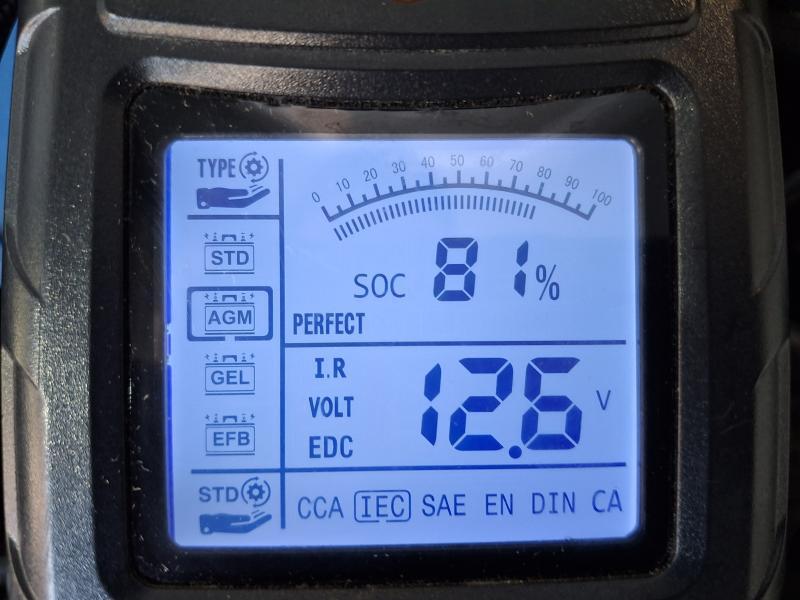 TYPE
STD
AGM
GEL
EFB
STD
0 10 20 30 40 50 60 70 80 90 100
SOC 81%
PERFECT
I.R
VOLT
EDC
12.6 V
CCA IEC SAE EN DIN CA